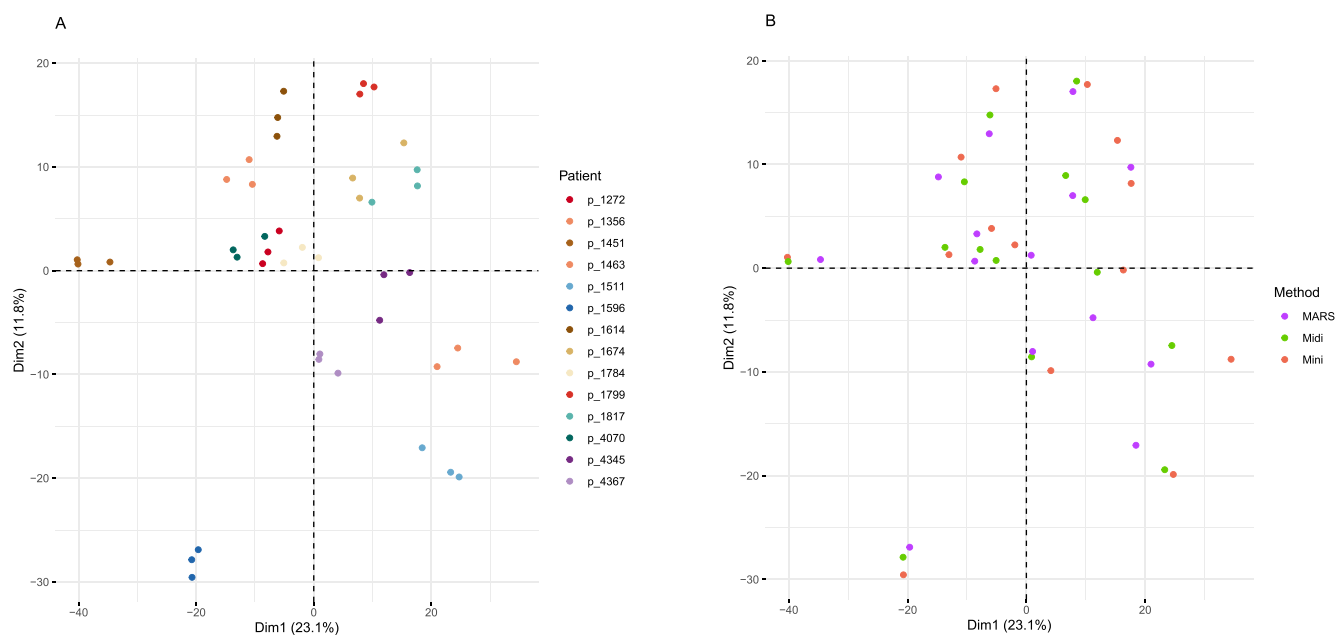 A
20
10
0
−10
−20
−30
−40
−20
0
20
Dim2 (11.8%)
Dim1 (23.1%)
Patient
p_1272
p_1356
p_1451
p_1463
p_1511
p_1596
p_1614
p_1674
p_1784
p_1799
p_1817
p_4070
p_4345
p_4367
B
20
10
0
−10
−20
−30
−40
−20
0
20
Dim2 (11.8%)
Dim1 (23.1%)
Method
MARS
Midi
Mini